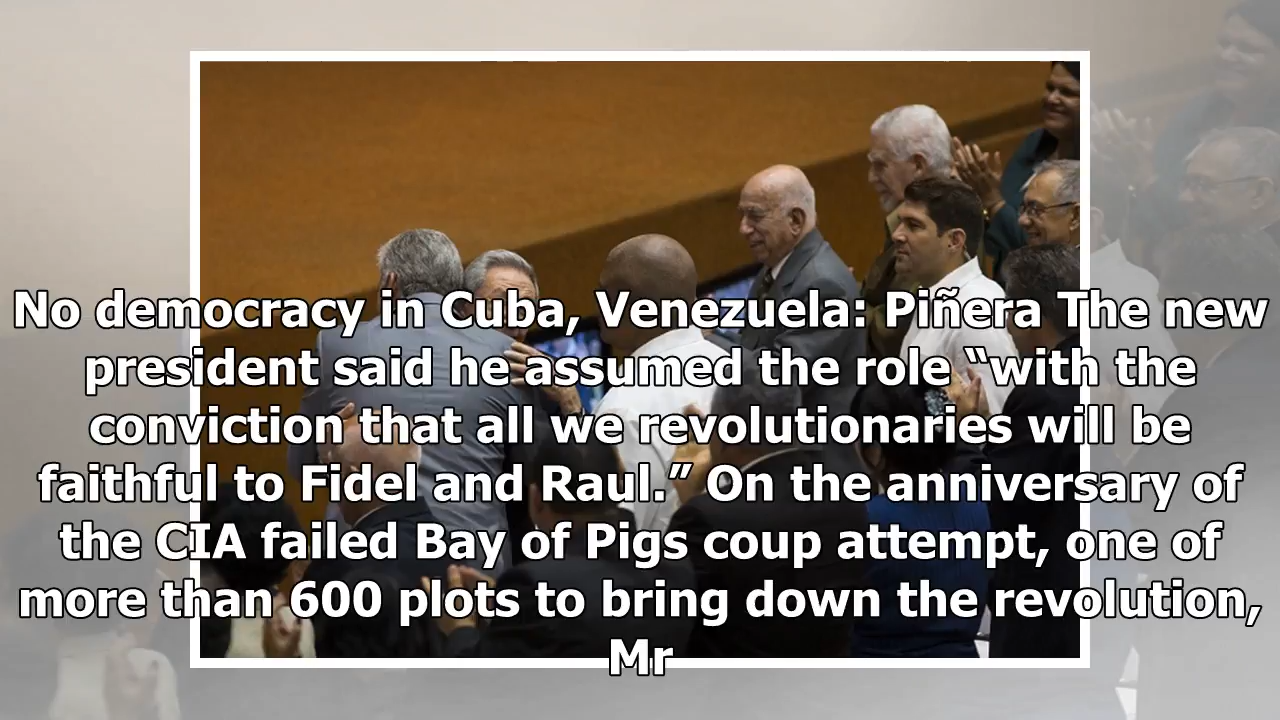 No democracy in Cuba, Venezuela: Piñera The new
president said he assumed the role “with the
conviction that all we revolutionaries will be
faithful to Fidel and Raul.” On the anniversary of
the CIA failed Bay of Pigs coup attempt, one of
more than 600 plots to bring down the revolution,
Mr